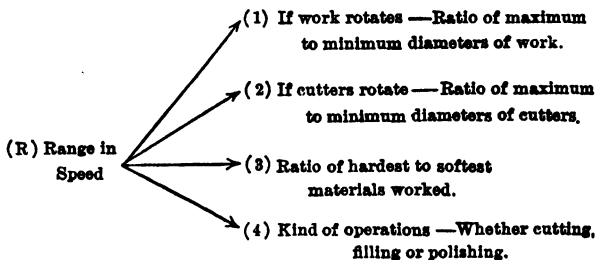 (1) If work rotates — Ratio of maximum
to minimum diameters of work.
(2) If cutters rotate — Ratio of maximum
to minimum diameters of cutters.
(R) Range in
Speed
(3) Ratio of hardest to softest
materials worked.
(4) Kind of operations — Whether cutting,
filling or polishing.